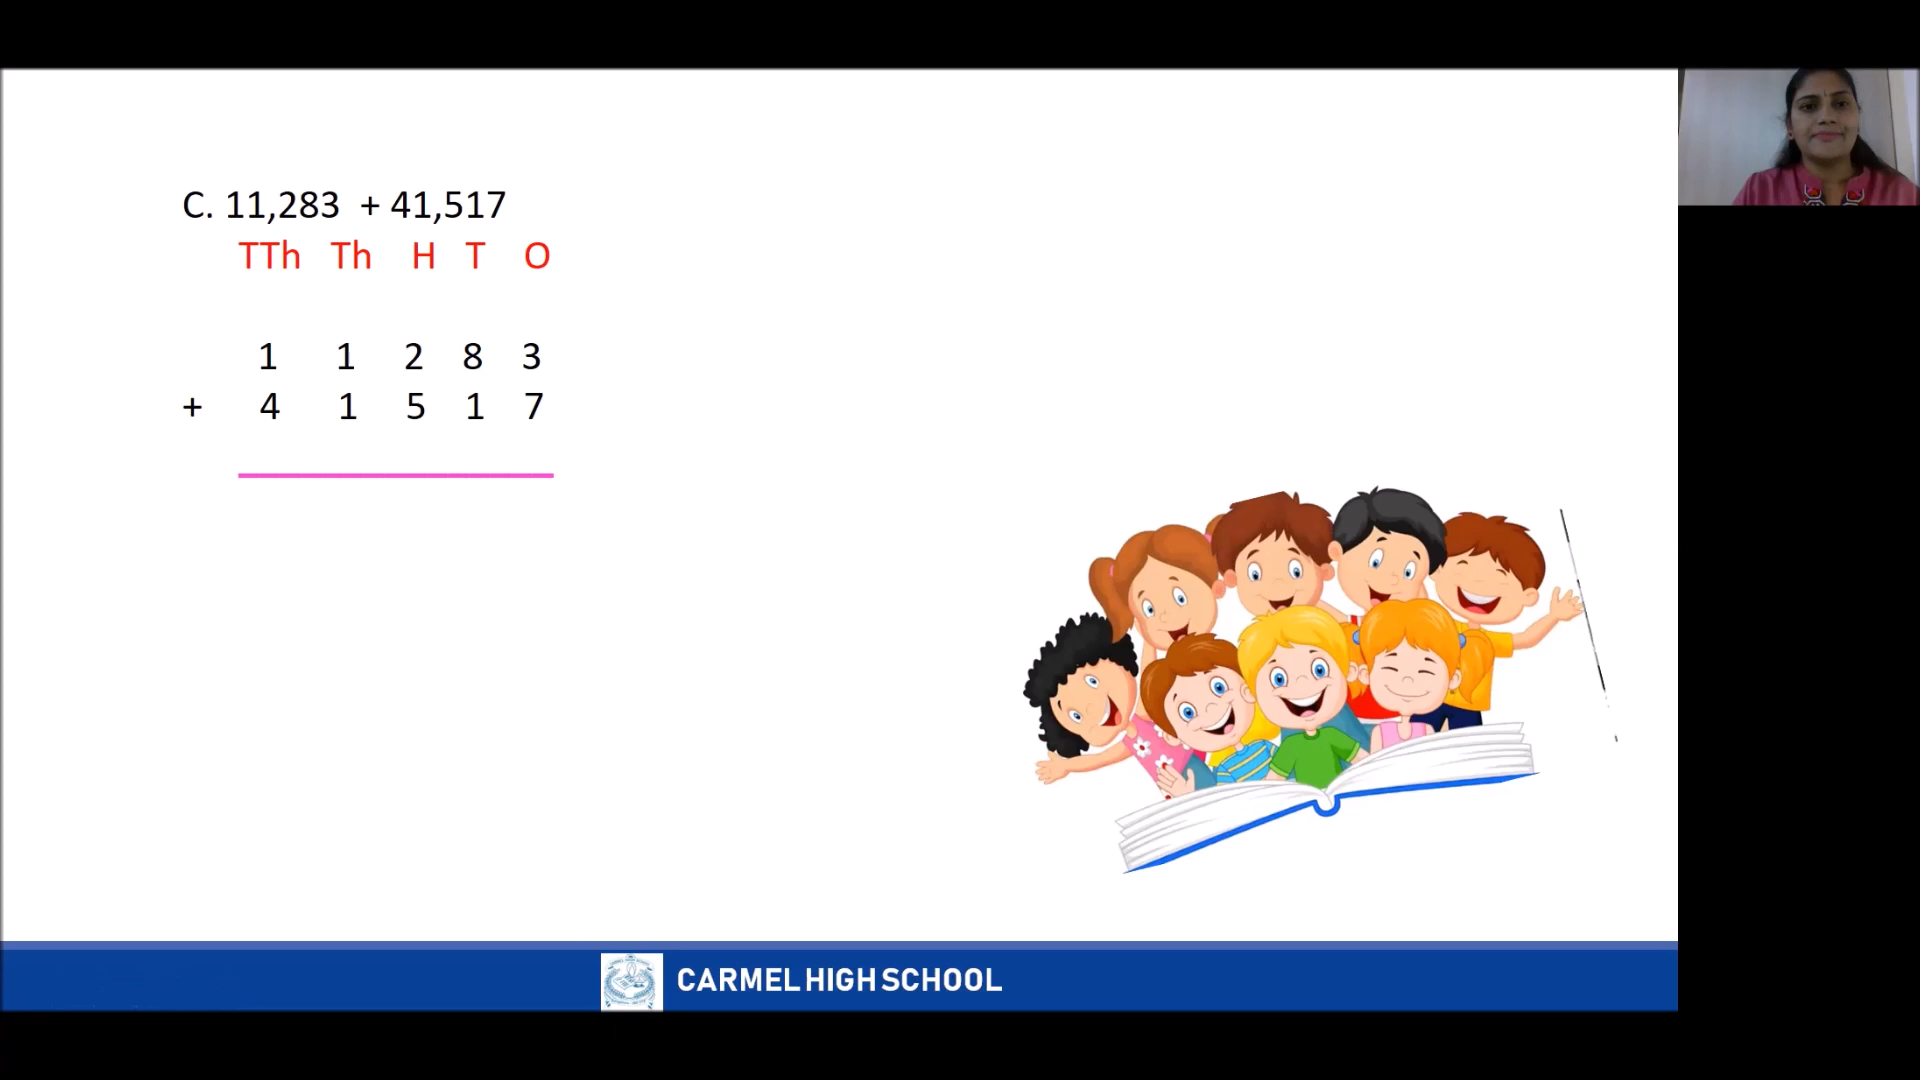 C. 11,283 + 41,517
TTh Th H T O
1 1 2 8 3
+ 4 1 5 1 7
CARMEL HIGH SCHOOL